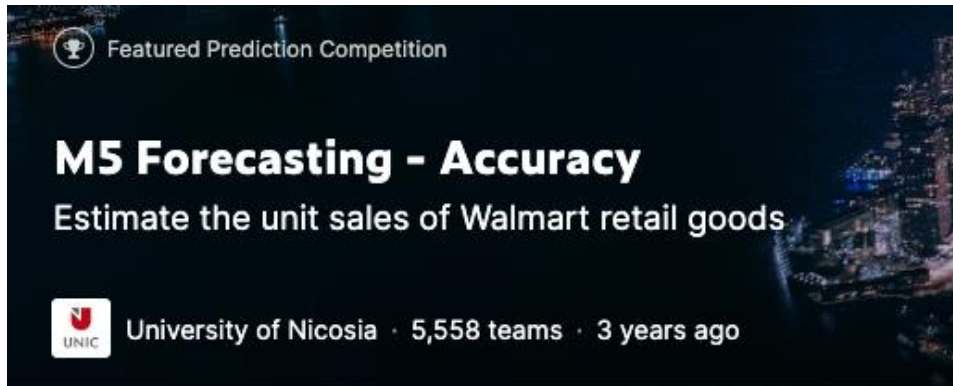 Featured Prediction Competition
M5 Forecasting - Accuracy
Estimate the unit sales of Walmart retail goods
UNIC
University of Nicosia · 5,558 teams · 3 years ago